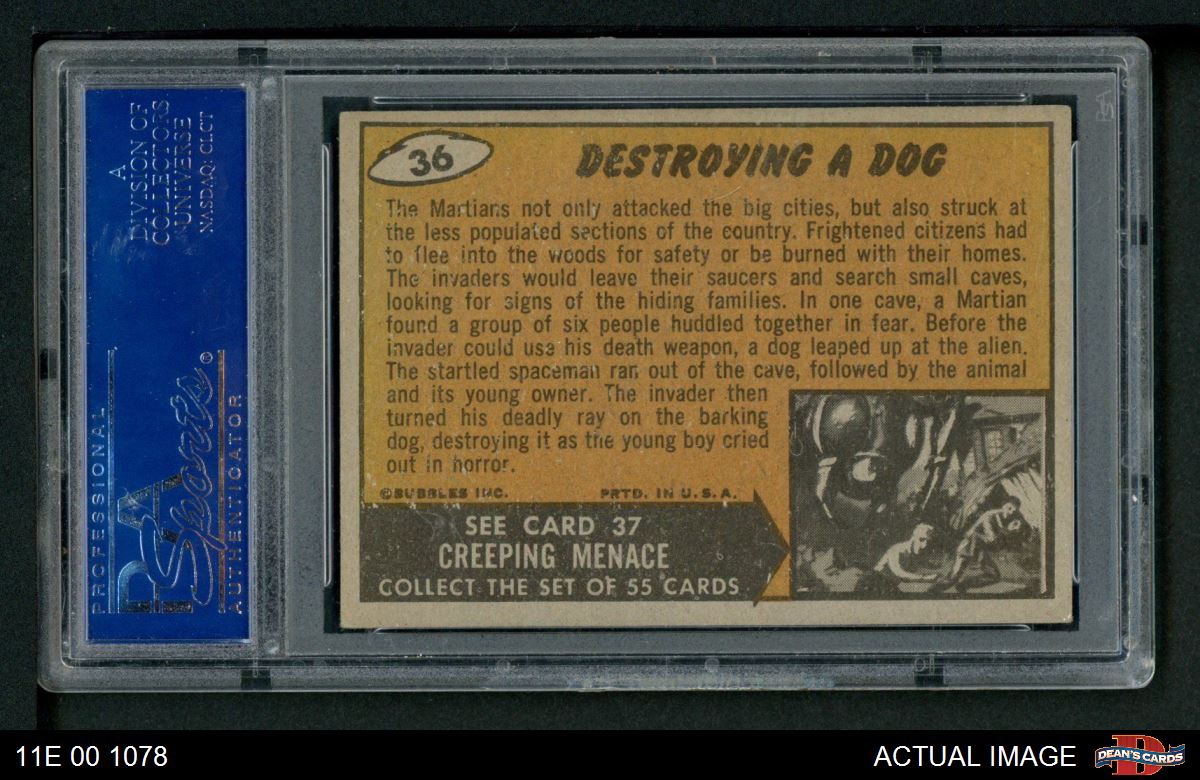 A
DIVISION OF
COLLECTORS
UNIVERSE
NASDAQ: CLCT
PROFESSIONAL
PSA
Sports®
AUTHENTICATOR
36
DESTROYING A DOG
The Martians not only attacked the big cities, but also struck at
the less populated sections of the country. Frightened citizens had
to flee into the woods for safety or be burned with their homes.
The invaders would leave their saucers and search small caves,
looking for signs of the hiding families. In one cave, a Martian
found a group of six people huddled together in fear. Before the
invader could use his death weapon, a dog leaped up at the alien.
The startled spaceman ran out of the cave, followed by the animal
and its young owner. The invader then
turned his deadly ray on the barking
dog, destroying it as the young boy cried
out in horror.
©BUBBLES INC. PRTD. IN U.S.A.
SEE CARD 37
CREEPING MENACE
COLLECT THE SET OF 55 CARDS
11E 00 1078
ACTUAL IMAGE
DEAN'S CARDS